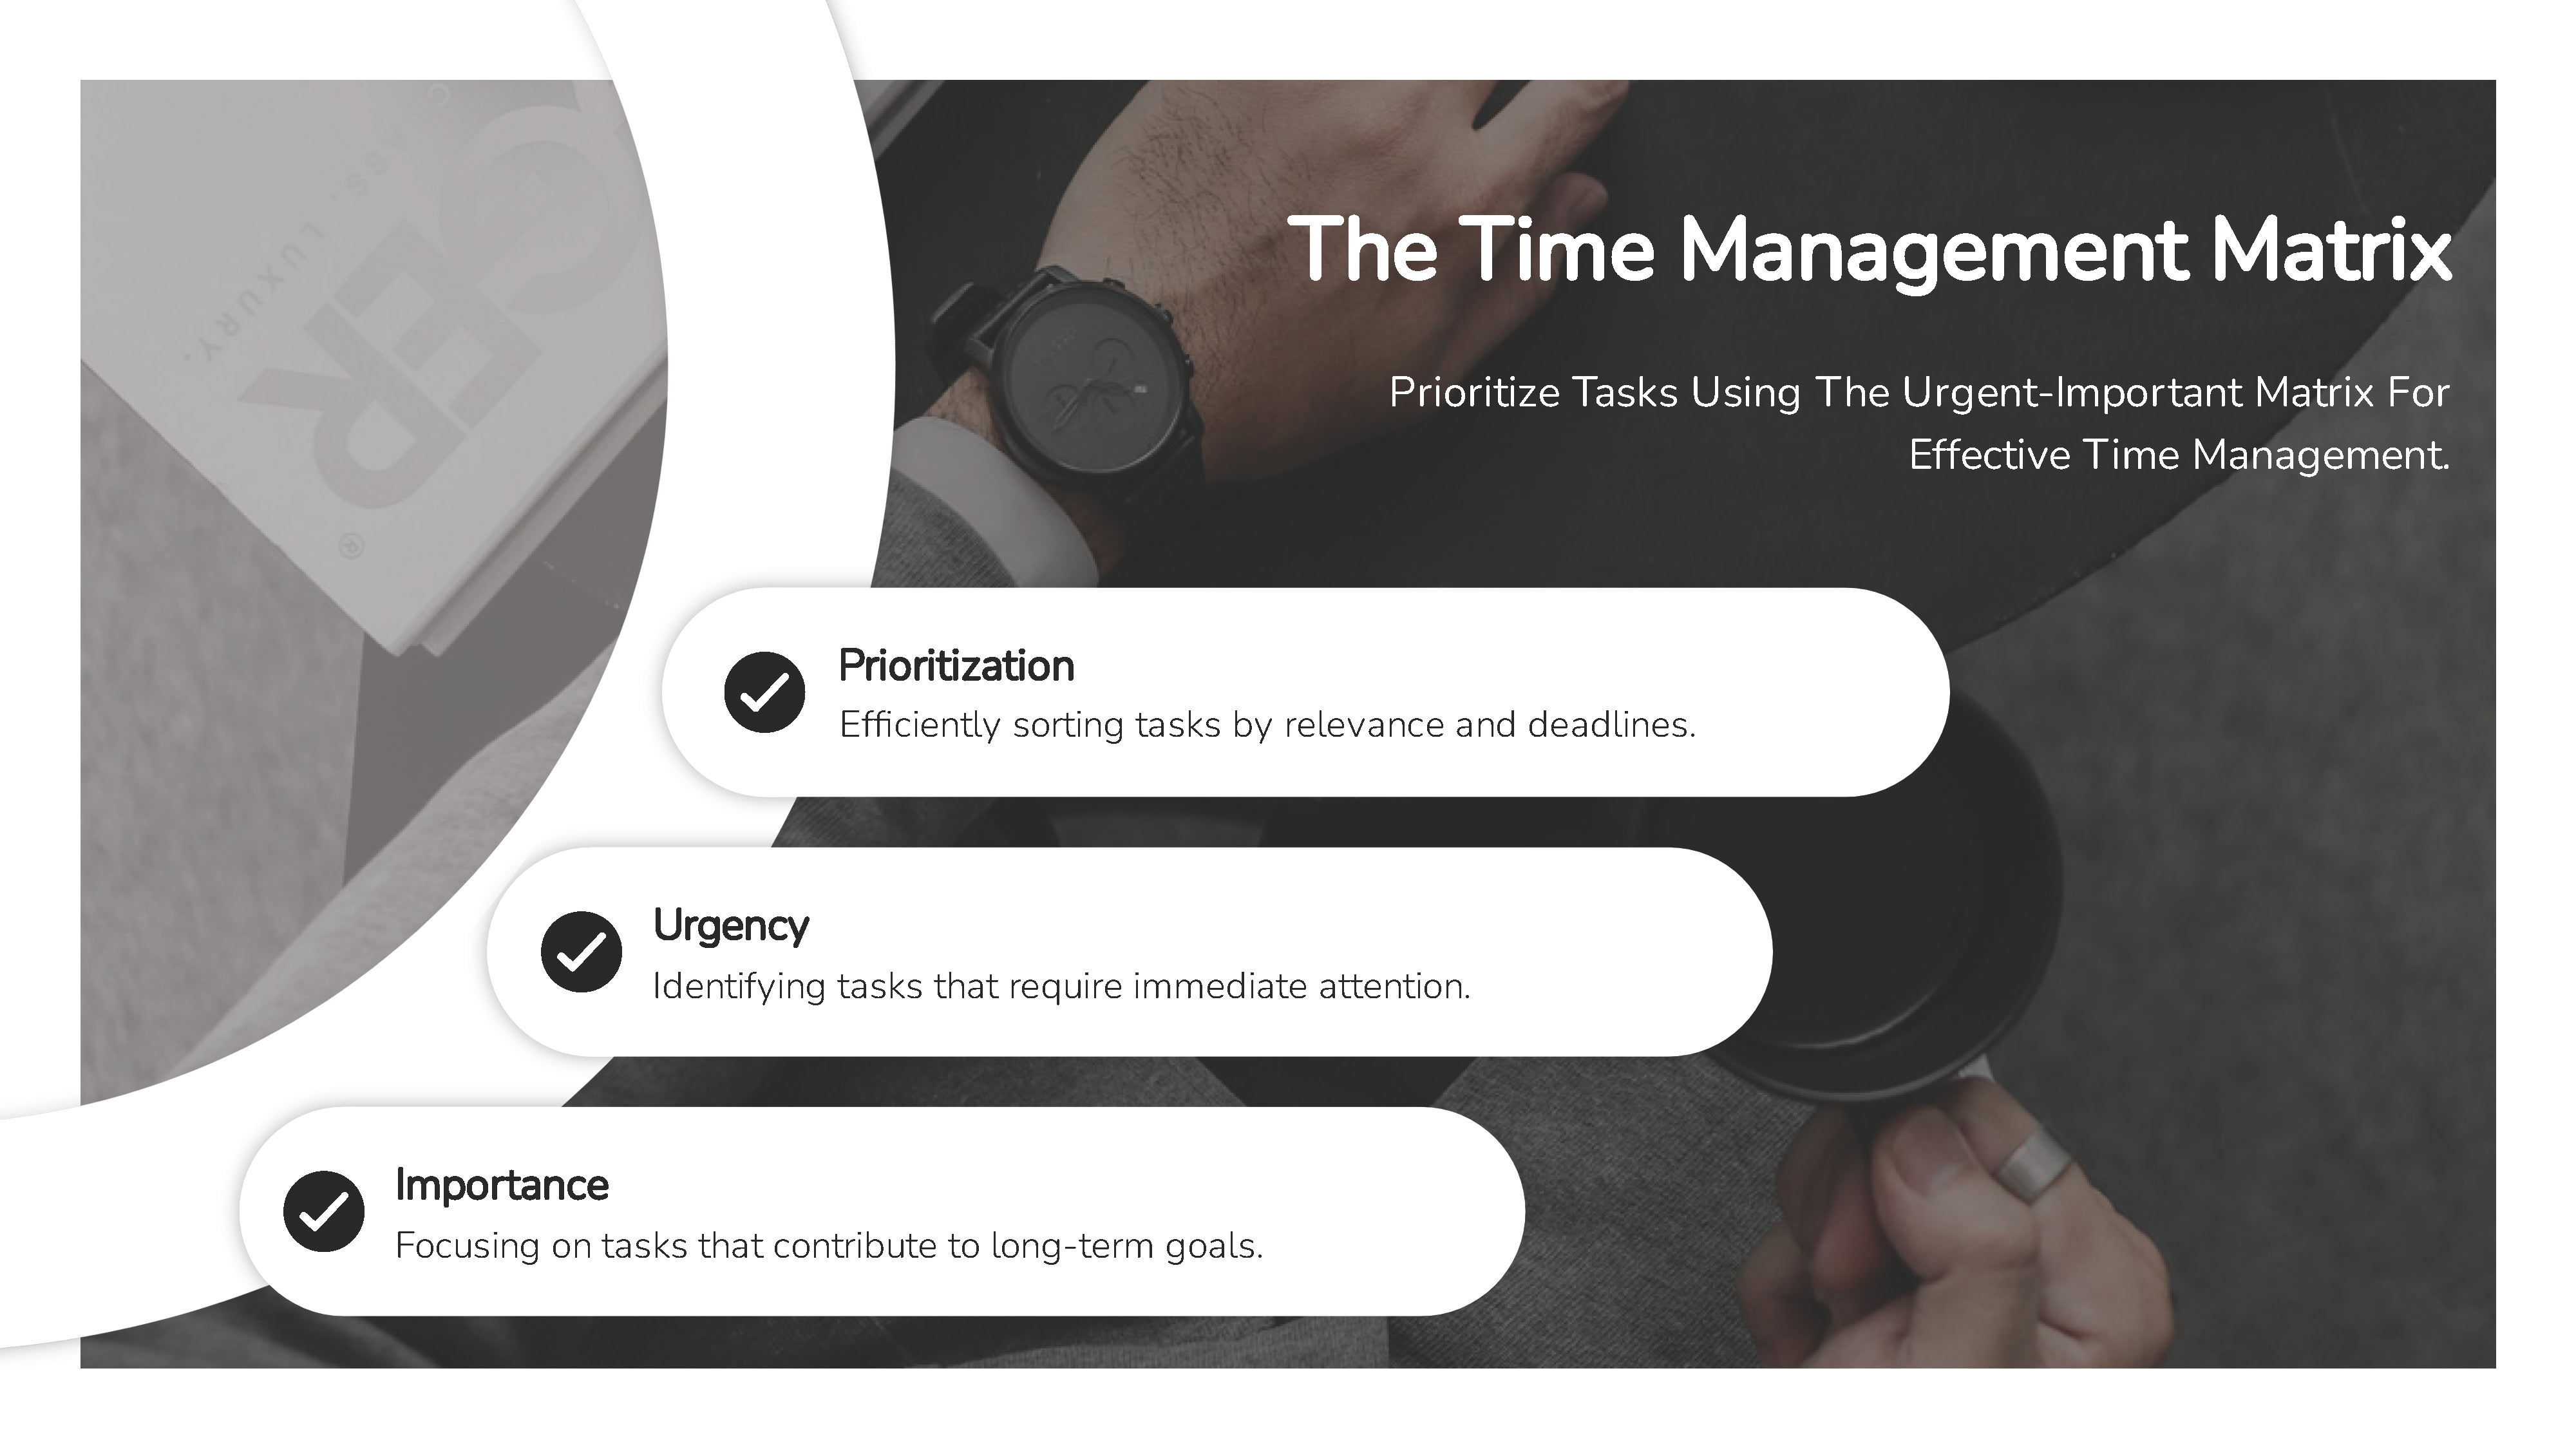 The Time Management Matrix
Prioritize Tasks Using The Urgent-Important Matrix For
Effective Time Management.
Prioritization
Efficiently sorting tasks by relevance and deadlines.
Urgency
Identifying tasks that require immediate attention.
Importance
Focusing on tasks that contribute to long-term goals.
LUXURY.
ER
®